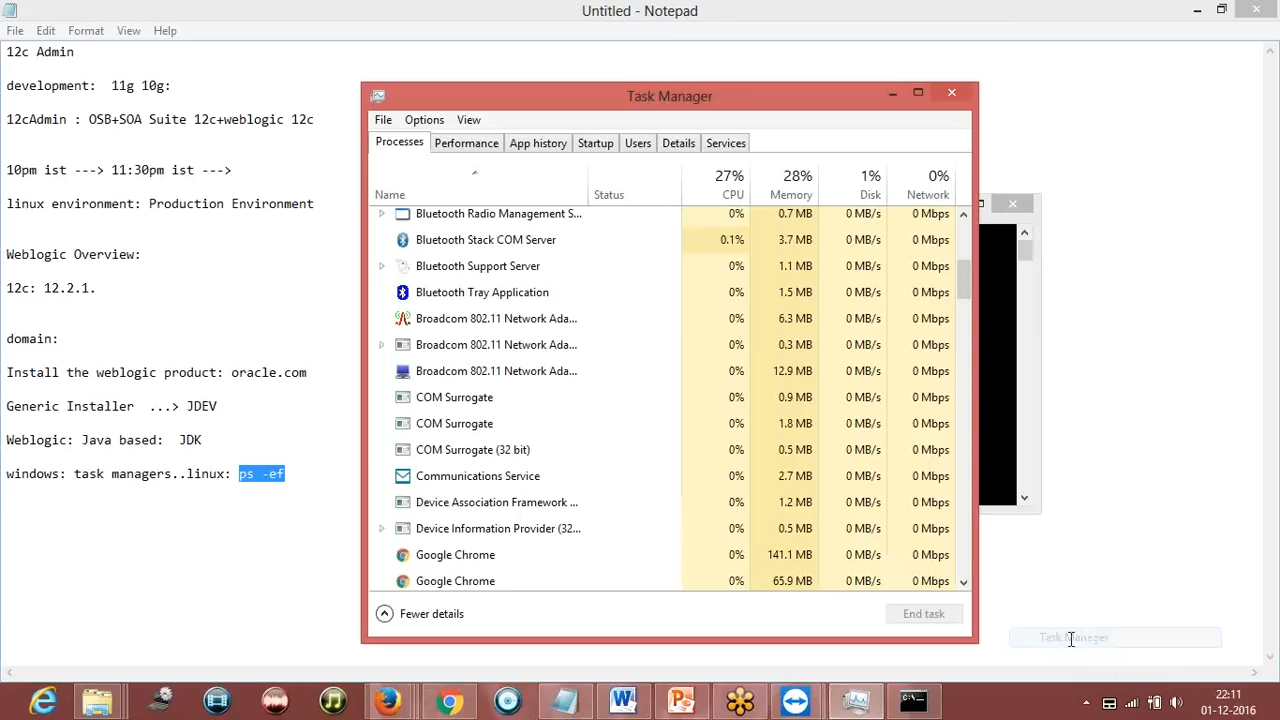 Untitled - Notepad
File Edit Format View Help
12c Admin
development: 11g 10g:
12cAdmin : OSB+SOA Suite 12c+weblogic 12c
10pm ist ---> 11:30pm ist --->
linux environment: Production Environment
Weblogic Overview:
12c: 12.2.1.
domain:
Install the weblogic product: oracle.com
Generic Installer ...> JDEV
Weblogic: Java based: JDK
windows: task managers..linux: ps -ef
Task Manager
File Options View
Processes Performance App history Startup Users Details Services
27% 28% 1% 0%
Name Status CPU Memory Disk Network
Bluetooth Radio Management S... 0% 0.7 MB 0 MB/s 0 Mbps
Bluetooth Stack COM Server 0.1% 3.7 MB 0 MB/s 0 Mbps
Bluetooth Support Server 0% 1.1 MB 0 MB/s 0 Mbps
Bluetooth Tray Application 0% 1.5 MB 0 MB/s 0 Mbps
Broadcom 802.11 Network Ada... 0% 6.3 MB 0 MB/s 0 Mbps
Broadcom 802.11 Network Ada... 0% 0.3 MB 0 MB/s 0 Mbps
Broadcom 802.11 Network Ada... 0% 12.9 MB 0 MB/s 0 Mbps
COM Surrogate 0% 0.9 MB 0 MB/s 0 Mbps
COM Surrogate 0% 1.8 MB 0 MB/s 0 Mbps
COM Surrogate (32 bit) 0% 0.5 MB 0 MB/s 0 Mbps
Communications Service 0% 2.7 MB 0 MB/s 0 Mbps
Device Association Framework ... 0% 1.2 MB 0 MB/s 0 Mbps
Device Information Provider (32... 0% 0.5 MB 0 MB/s 0 Mbps
Google Chrome 0% 141.1 MB 0 MB/s 0 Mbps
Google Chrome 0% 65.9 MB 0 MB/s 0 Mbps
Fewer details End task
Task Manager
22:11
01-12-2016